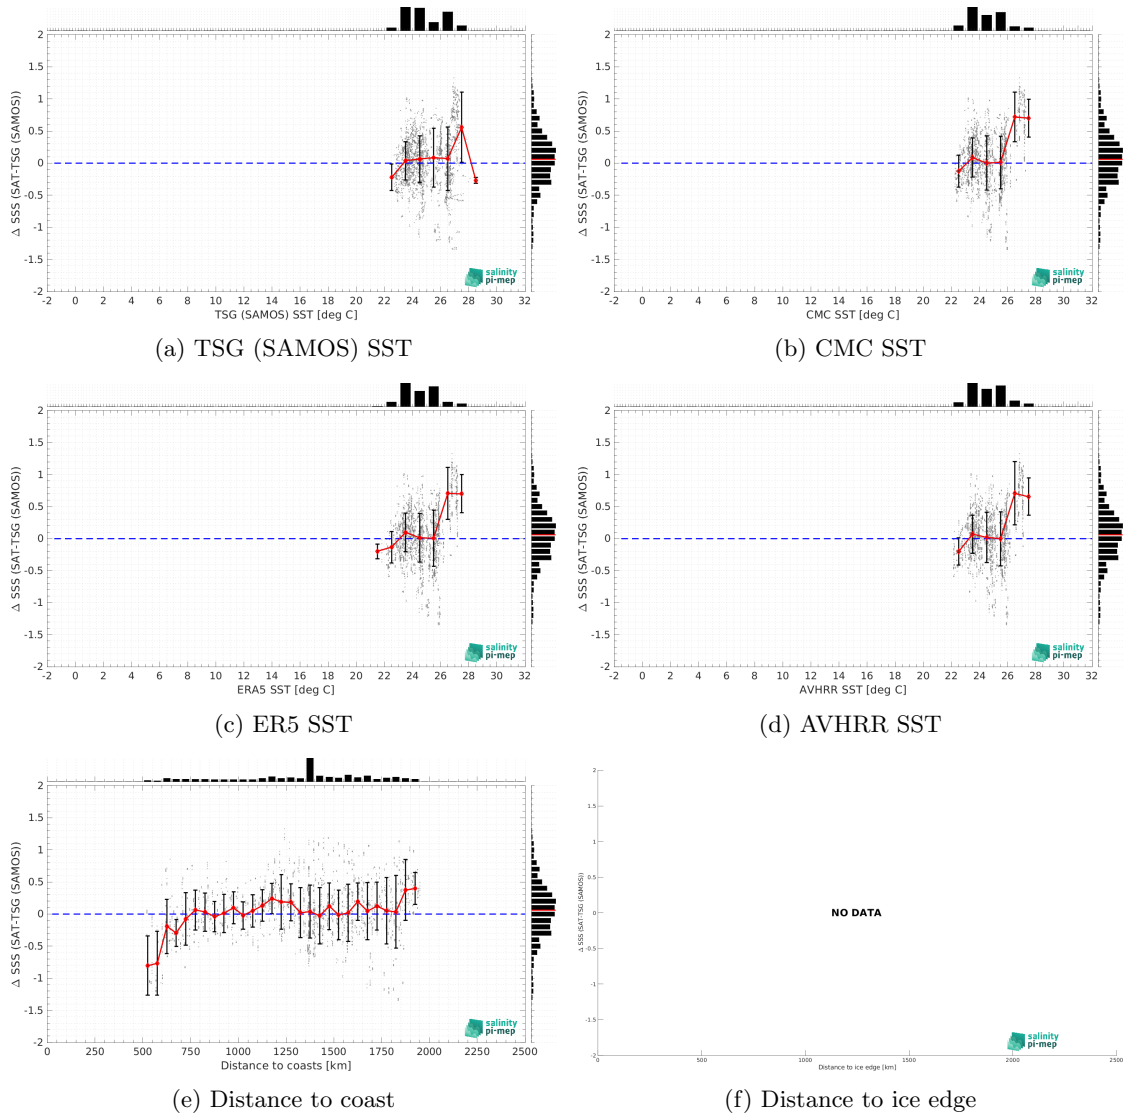 2
1.5
1
0.5
0
-0.5
-1
-1.5
-2
Δ SSS (SAT-TSG (SAMOS))
-2 0 2 4 6 8 10 12 14 16 18 20 22 24 26 28 30 32
TSG (SAMOS) SST [deg C]
salinity
pi-mep
(a) TSG (SAMOS) SST
2
1.5
1
0.5
0
-0.5
-1
-1.5
-2
Δ SSS (SAT-TSG (SAMOS))
-2 0 2 4 6 8 10 12 14 16 18 20 22 24 26 28 30 32
CMC SST [deg C]
salinity
pi-mep
(b) CMC SST
2
1.5
1
0.5
0
-0.5
-1
-1.5
-2
Δ SSS (SAT-TSG (SAMOS))
-2 0 2 4 6 8 10 12 14 16 18 20 22 24 26 28 30 32
ERA5 SST [deg C]
salinity
pi-mep
(c) ER5 SST
2
1.5
1
0.5
0
-0.5
-1
-1.5
-2
Δ SSS (SAT-TSG (SAMOS))
-2 0 2 4 6 8 10 12 14 16 18 20 22 24 26 28 30 32
AVHRR SST [deg C]
salinity
pi-mep
(d) AVHRR SST
2
1.5
1
0.5
0
-0.5
-1
-1.5
-2
Δ SSS (SAT-TSG (SAMOS))
0 250 500 750 1000 1250 1500 1750 2000 2250 2500
Distance to coasts [km]
salinity
pi-mep
(e) Distance to coast
2
1.5
1
0.5
0
-0.5
-1
-1.5
-2
Δ SSS (SAT-TSG (SAMOS))
NO DATA
0 500 1000 1500 2000 2500
Distance to ice edge [km]
salinity
pi-mep
(f) Distance to ice edge